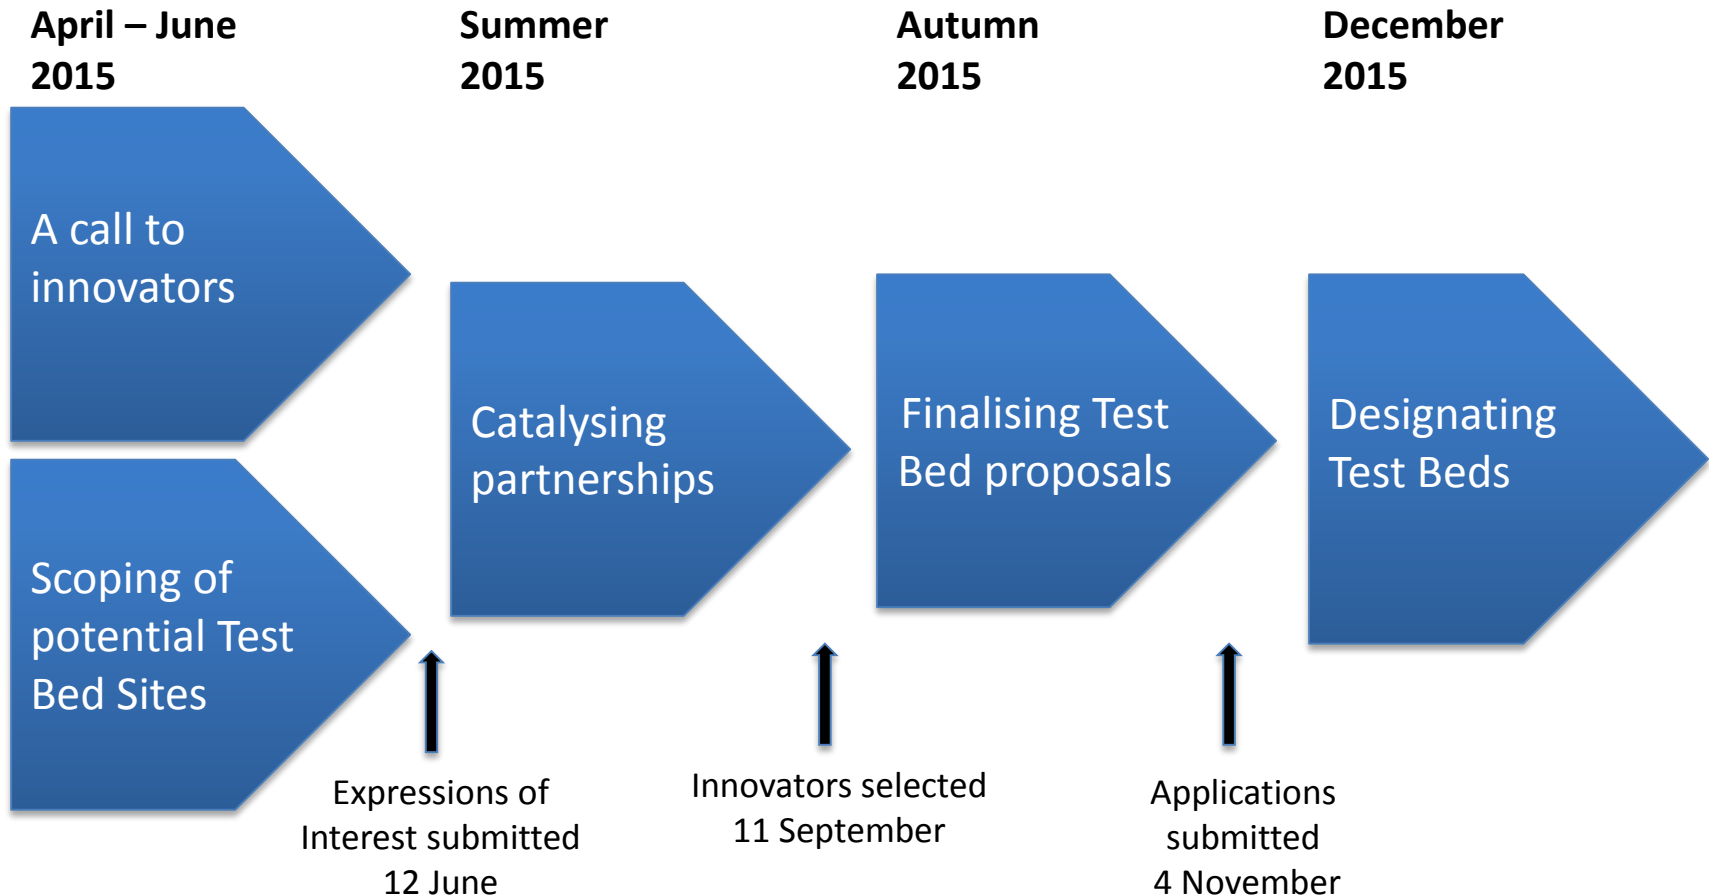 April – June
2015
Summer
2015
Autumn
2015
December
2015
A call to
innovators
Scoping of
potential Test
Bed Sites
Catalysing
partnerships
Finalising Test
Bed proposals
Designating
Test Beds
Expressions of
Interest submitted
12 June
Innovators selected
11 September
Applications
submitted
4 November